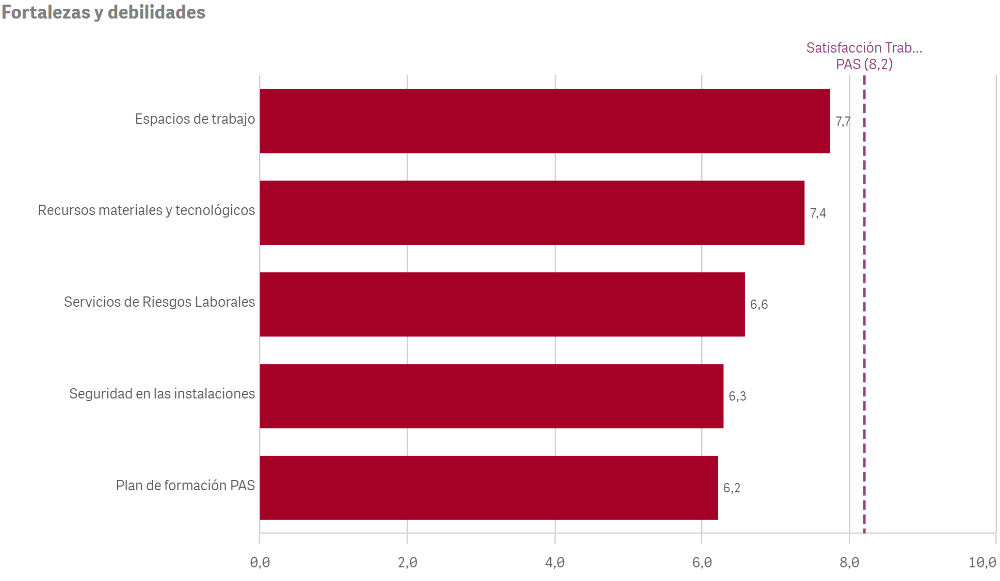 Fortalezas y debilidades
Satisfacción Trab...
PAS (8,2)
Espacios de trabajo
7,7
Recursos materiales y tecnológicos
7,4
Servicios de Riesgos Laborales
6,6
Seguridad en las instalaciones
6,3
Plan de formación PAS
6,2
0,0 2,0 4,0 6,0 8,0 10,0